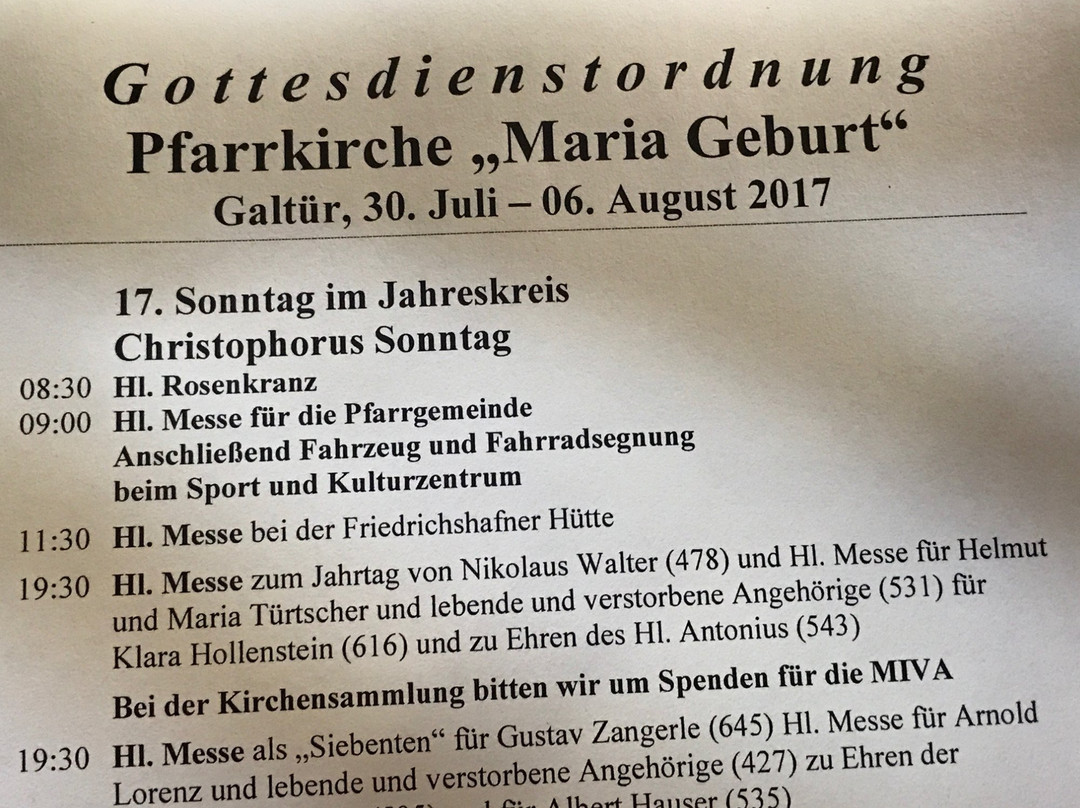 Gottesdienstordnung
Pfarrkirche „Maria Geburt“
Galtür, 30. Juli – 06. August 2017
17. Sonntag im Jahreskreis
Christophorus Sonntag
08:30 Hl. Rosenkranz
09:00 Hl. Messe für die Pfarrgemeinde
Anschließend Fahrzeug und Fahrradsegnung
beim Sport und Kulturzentrum
11:30 Hl. Messe bei der Friedrichshafner Hütte
19:30 Hl. Messe zum Jahrtag von Nikolaus Walter (478) und Hl. Messe für Helmut
und Maria Türtscher und lebende und verstorbene Angehörige (531) für
Klara Hollenstein (616) und zu Ehren des Hl. Antonius (543)
Bei der Kirchensammlung bitten wir um Spenden für die MIVA
19:30 Hl. Messe als „Siebenten“ für Gustav Zangerle (645) Hl. Messe für Arnold
Lorenz und lebende und verstorbene Angehörige (427) zu Ehren der
für Albert Hauser (535)